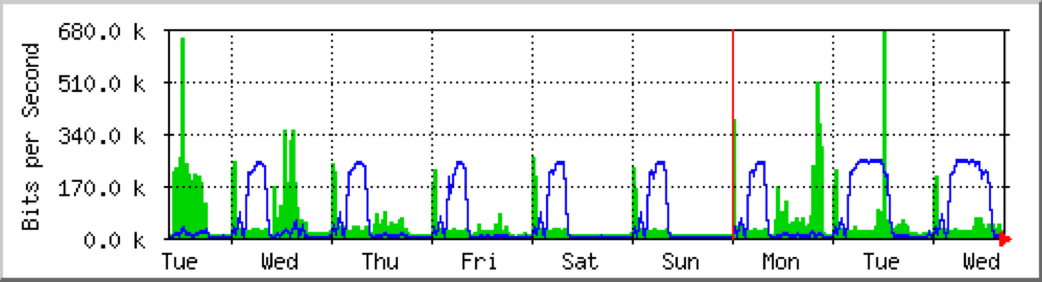 680.0 k
510.0 k
340.0 k
170.0 k
0.0 k
Bits per Second
Tue Wed Thu Fri Sat Sun Mon Tue Wed